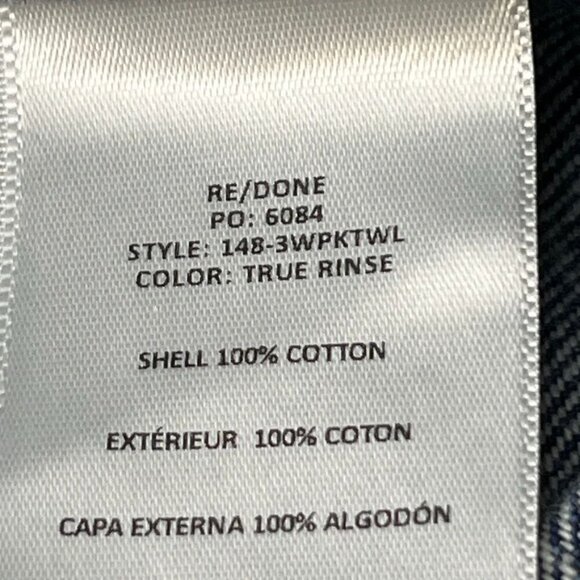 RE/DONE
PO: 6084
STYLE: 148-3WPKTWL
COLOR: TRUE RINSE
SHELL 100% COTTON
EXTÉRIEUR 100% COTON
CAPA EXTERNA 100% ALGODÓN